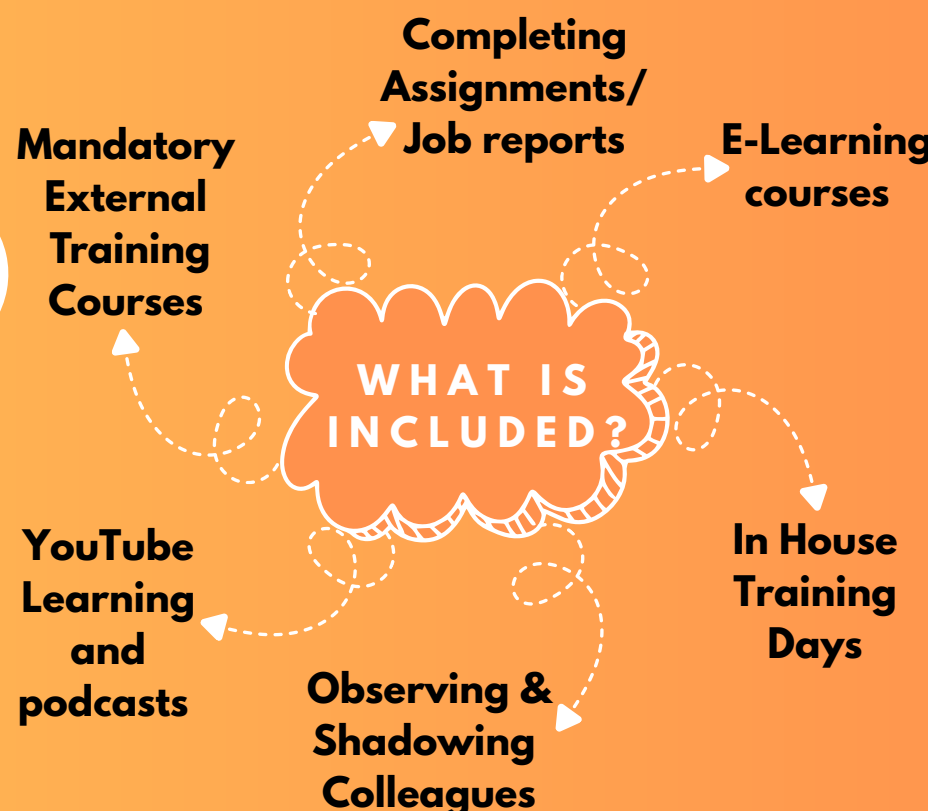 Completing
Assignments/
Job reports
E-Learning
courses
Mandatory
External
Training
Courses
WHAT IS
INCLUDED?
In House
Training
Days
YouTube
Learning
and
podcasts
Observing &
Shadowing
Colleagues